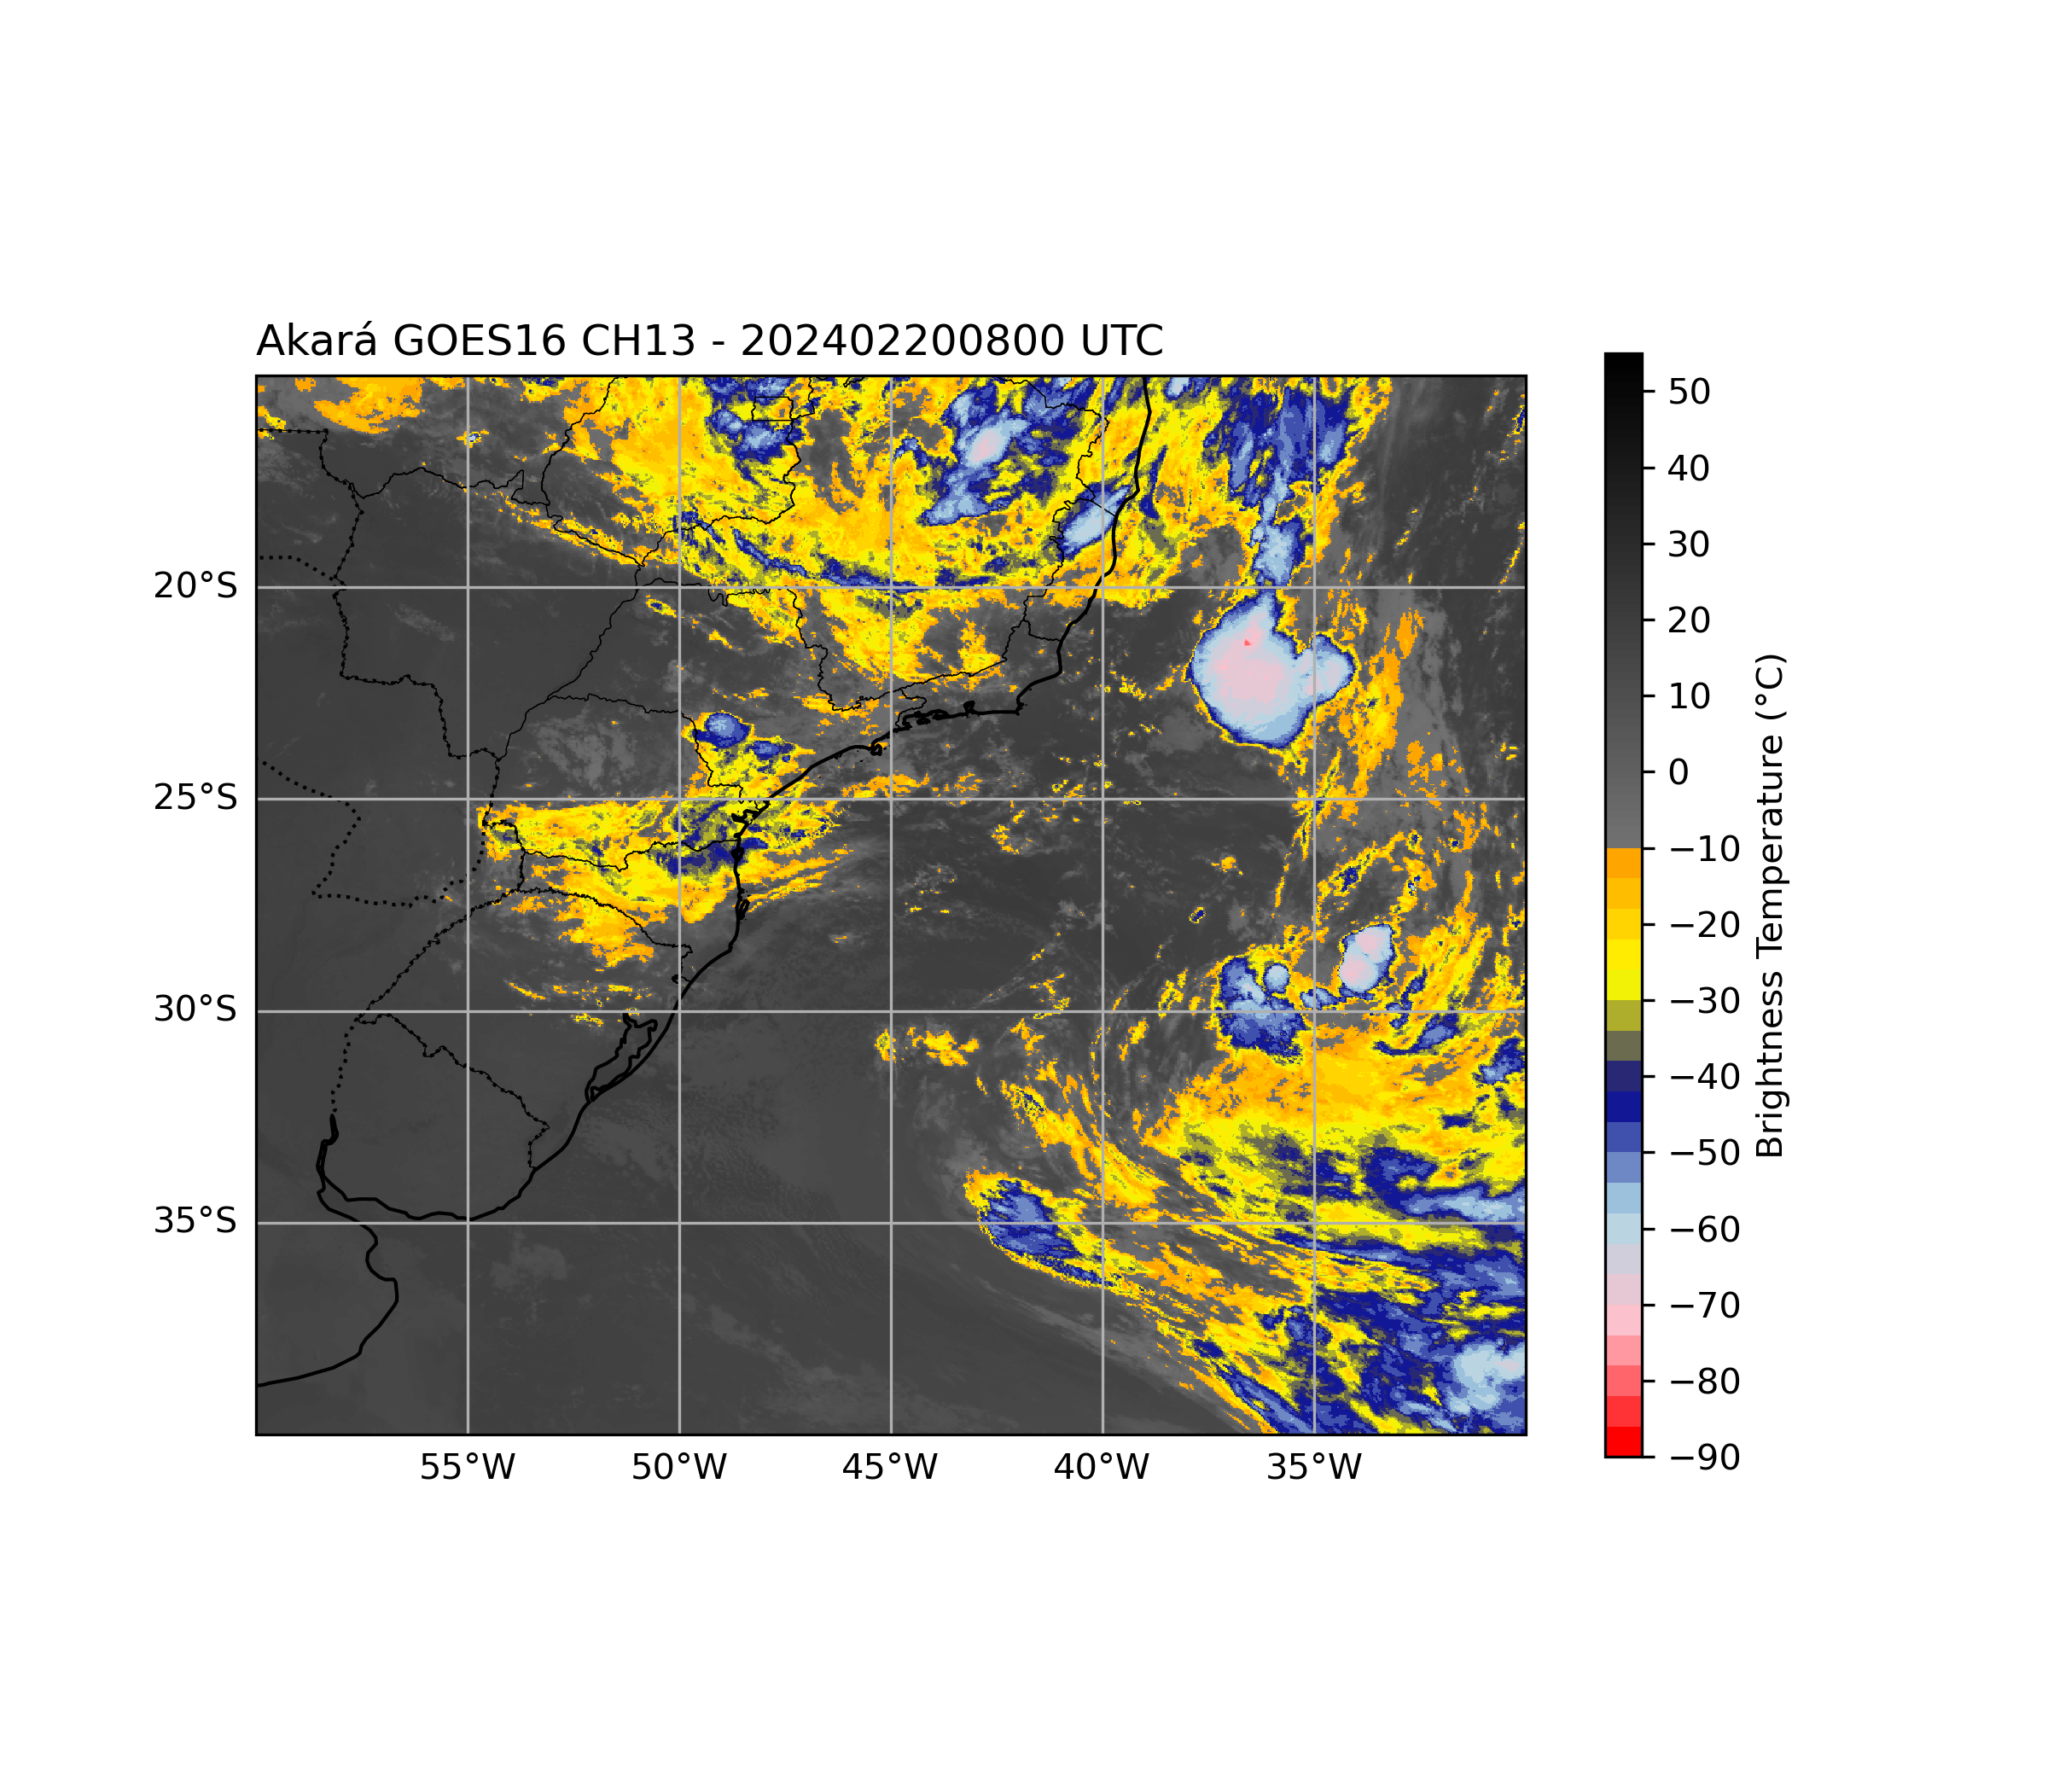 Akará GOES16 CH13 - 202402200800 UTC
20°S
25°S
30°S
35°S
55°W
50°W
45°W
40°W
35°W
50
40
30
20
10
0
−10
−20
−30
−40
−50
−60
−70
−80
−90
Brightness Temperature (°C)